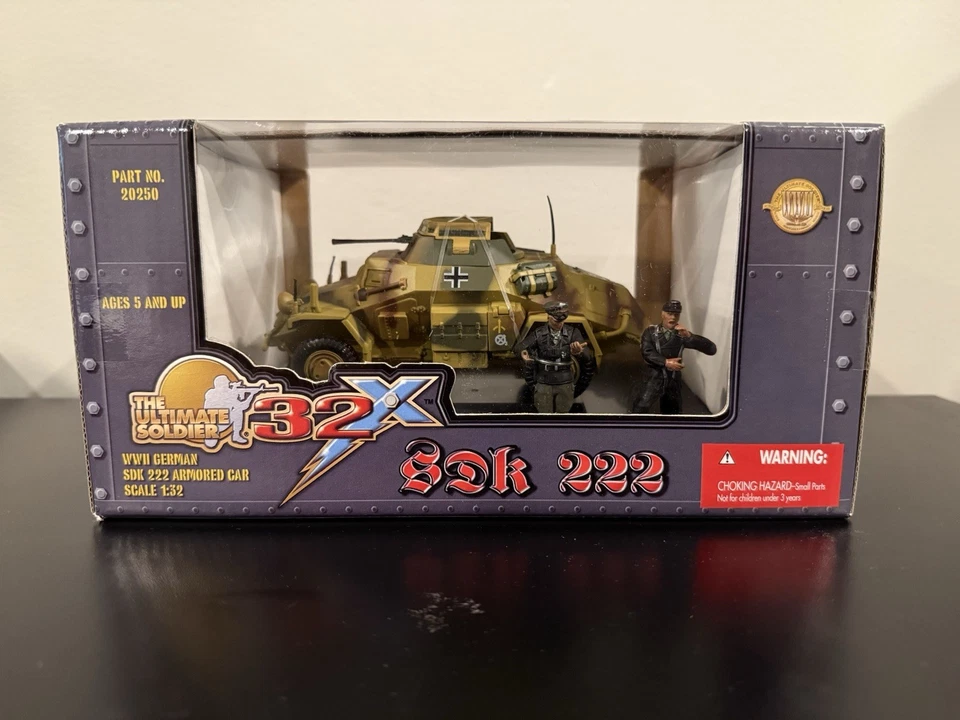 PART NO.
20250
AGES 5 AND UP
THE
ULTIMATE
SOLDIER
32X
TM
WWII GERMAN
SDK 222 ARMORED CAR
SCALE 1:32
SDk 222
WARNING:
CHOKING HAZARD-Small Parts
Not for children under 3 years